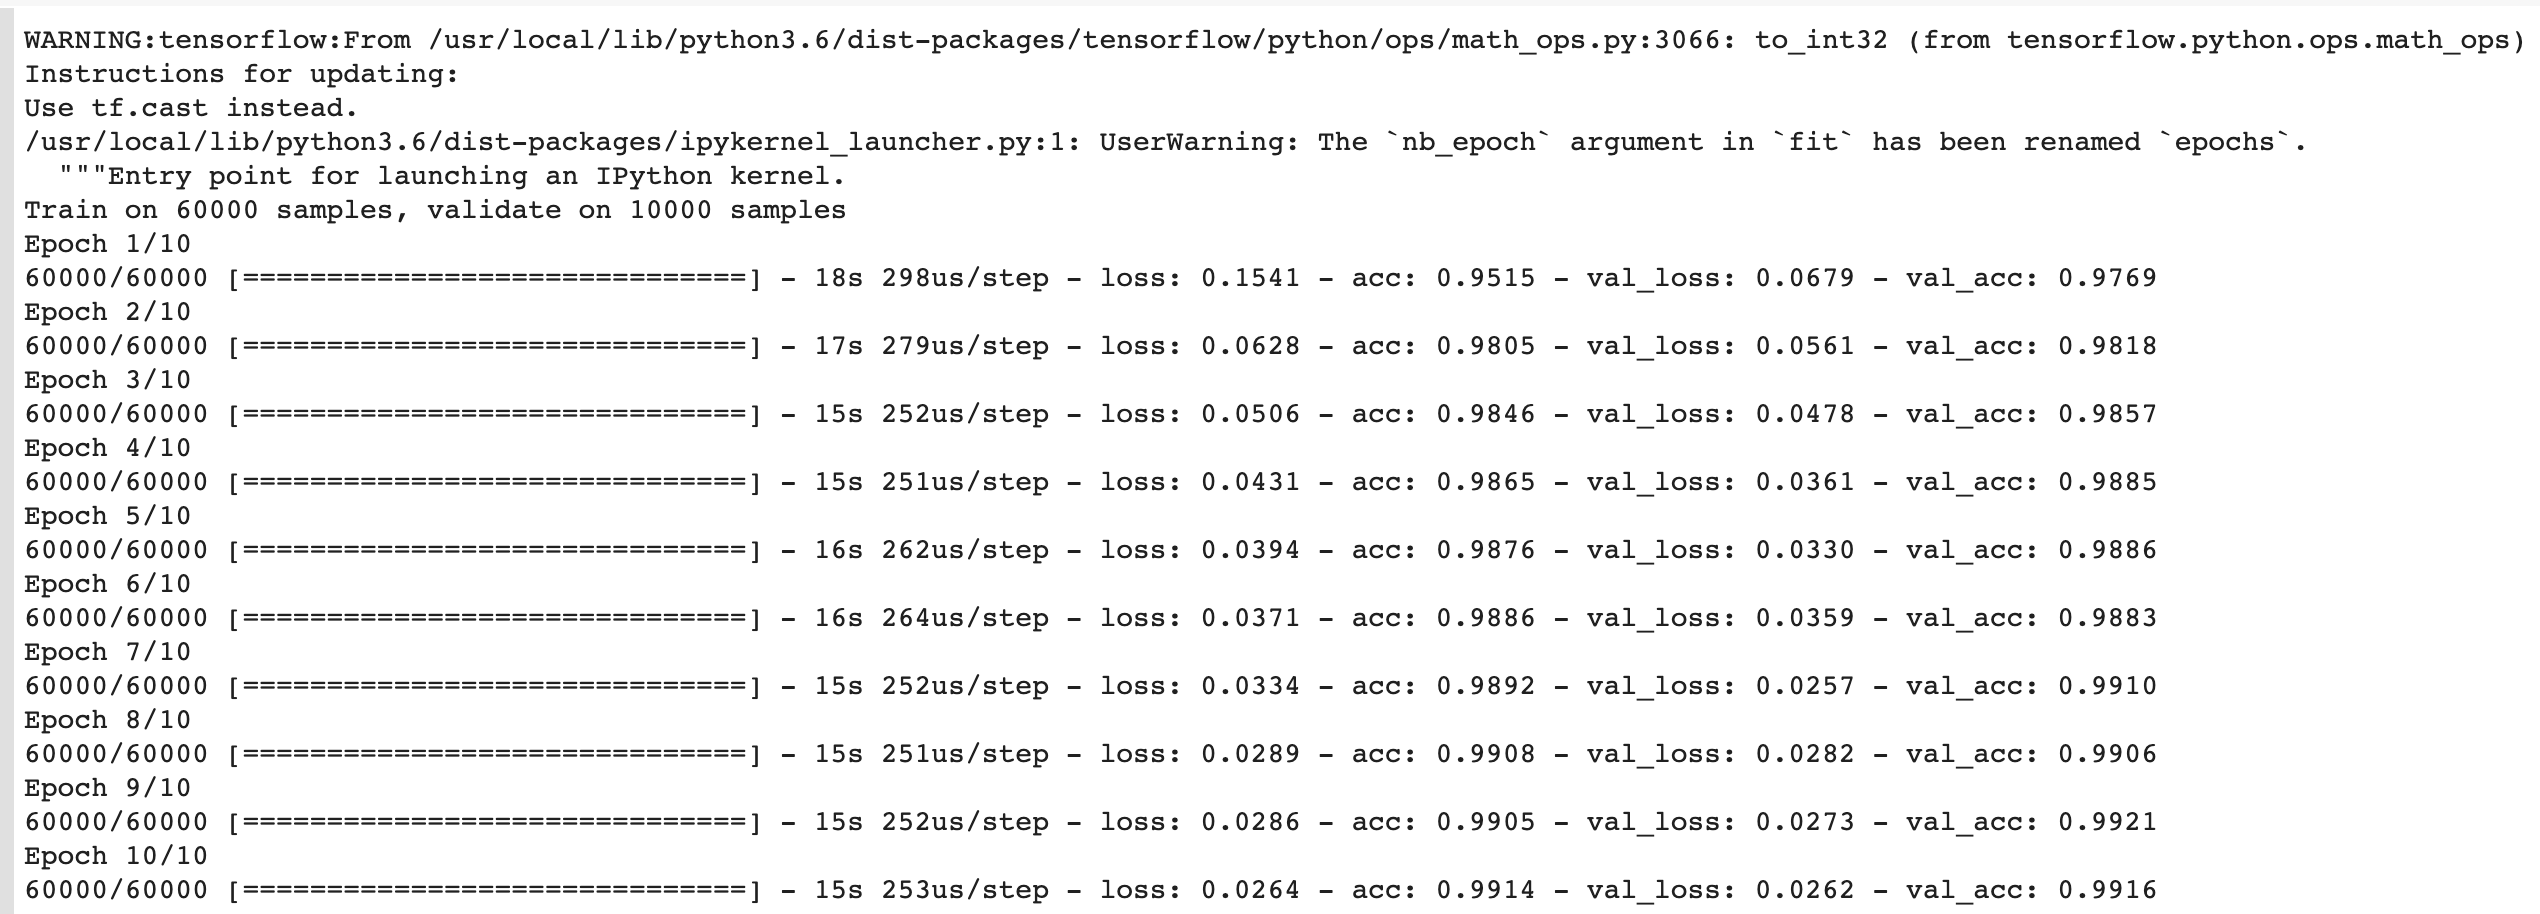 WARNING:tensorflow:From /usr/local/lib/python3.6/dist-packages/tensorflow/python/ops/math_ops.py:3066: to_int32 (from tensorflow.python.ops.math_ops)
Instructions for updating:
Use tf.cast instead.
/usr/local/lib/python3.6/dist-packages/ipykernel_launcher.py:1: UserWarning: The `nb_epoch` argument in `fit` has been renamed `epochs`.
  """Entry point for launching an IPython kernel.
Train on 60000 samples, validate on 10000 samples
Epoch 1/10
60000/60000 [==============================] - 18s 298us/step - loss: 0.1541 - acc: 0.9515 - val_loss: 0.0679 - val_acc: 0.9769
Epoch 2/10
60000/60000 [==============================] - 17s 279us/step - loss: 0.0628 - acc: 0.9805 - val_loss: 0.0561 - val_acc: 0.9818
Epoch 3/10
60000/60000 [==============================] - 15s 252us/step - loss: 0.0506 - acc: 0.9846 - val_loss: 0.0478 - val_acc: 0.9857
Epoch 4/10
60000/60000 [==============================] - 15s 251us/step - loss: 0.0431 - acc: 0.9865 - val_loss: 0.0361 - val_acc: 0.9885
Epoch 5/10
60000/60000 [==============================] - 16s 262us/step - loss: 0.0394 - acc: 0.9876 - val_loss: 0.0330 - val_acc: 0.9886
Epoch 6/10
60000/60000 [==============================] - 16s 264us/step - loss: 0.0371 - acc: 0.9886 - val_loss: 0.0359 - val_acc: 0.9883
Epoch 7/10
60000/60000 [==============================] - 15s 252us/step - loss: 0.0334 - acc: 0.9892 - val_loss: 0.0257 - val_acc: 0.9910
Epoch 8/10
60000/60000 [==============================] - 15s 251us/step - loss: 0.0289 - acc: 0.9908 - val_loss: 0.0282 - val_acc: 0.9906
Epoch 9/10
60000/60000 [==============================] - 15s 252us/step - loss: 0.0286 - acc: 0.9905 - val_loss: 0.0273 - val_acc: 0.9921
Epoch 10/10
60000/60000 [==============================] - 15s 253us/step - loss: 0.0264 - acc: 0.9914 - val_loss: 0.0262 - val_acc: 0.9916